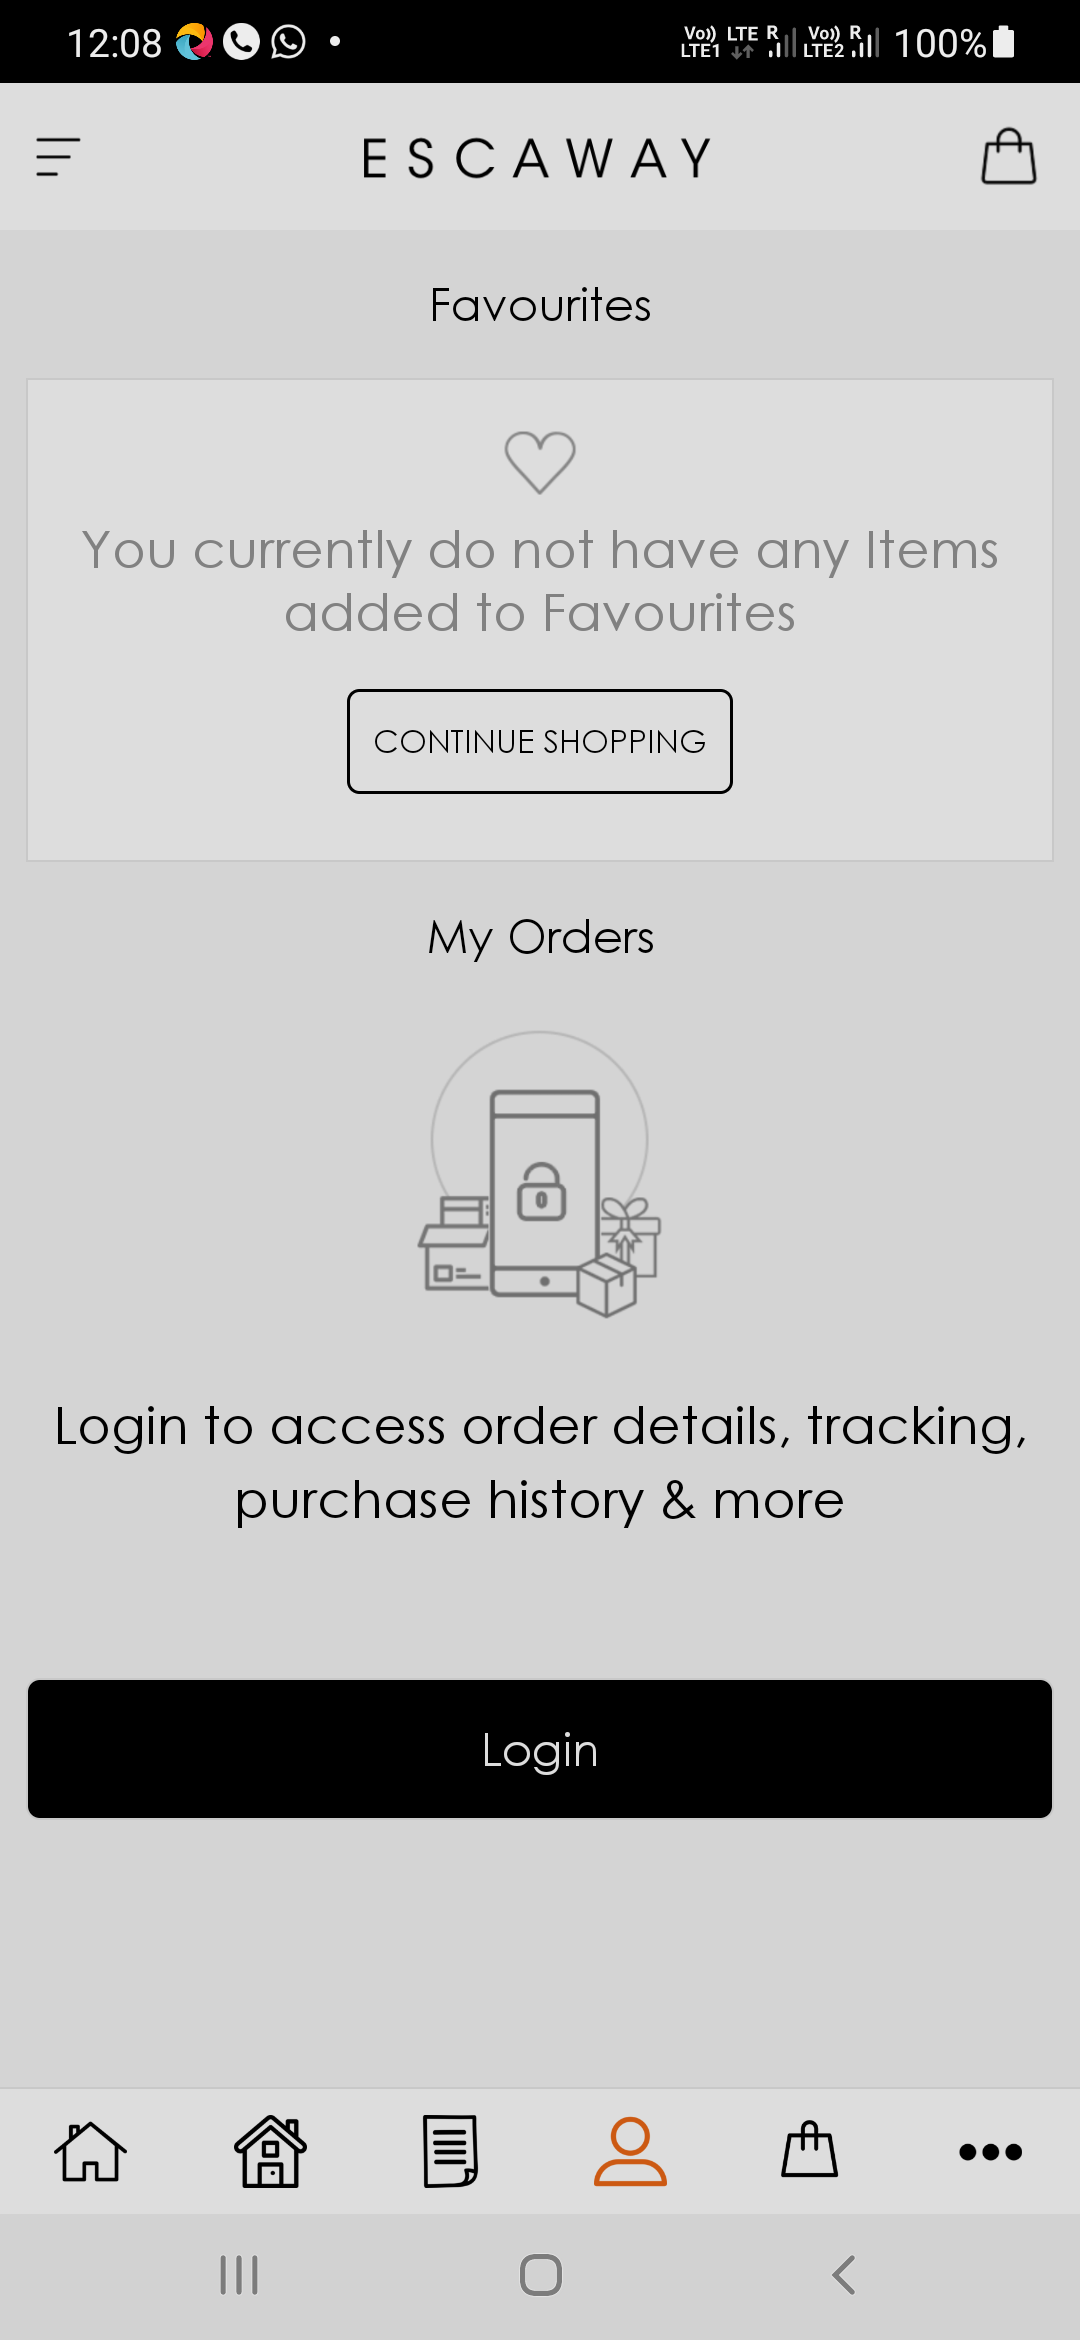 12:08
Vo)) LTE1 LTE R Vo)) LTE2 R 100%
ESCAWAY
Favourites
You currently do not have any Items
added to Favourites
CONTINUE SHOPPING
My Orders
Login to access order details, tracking,
purchase history & more
Login